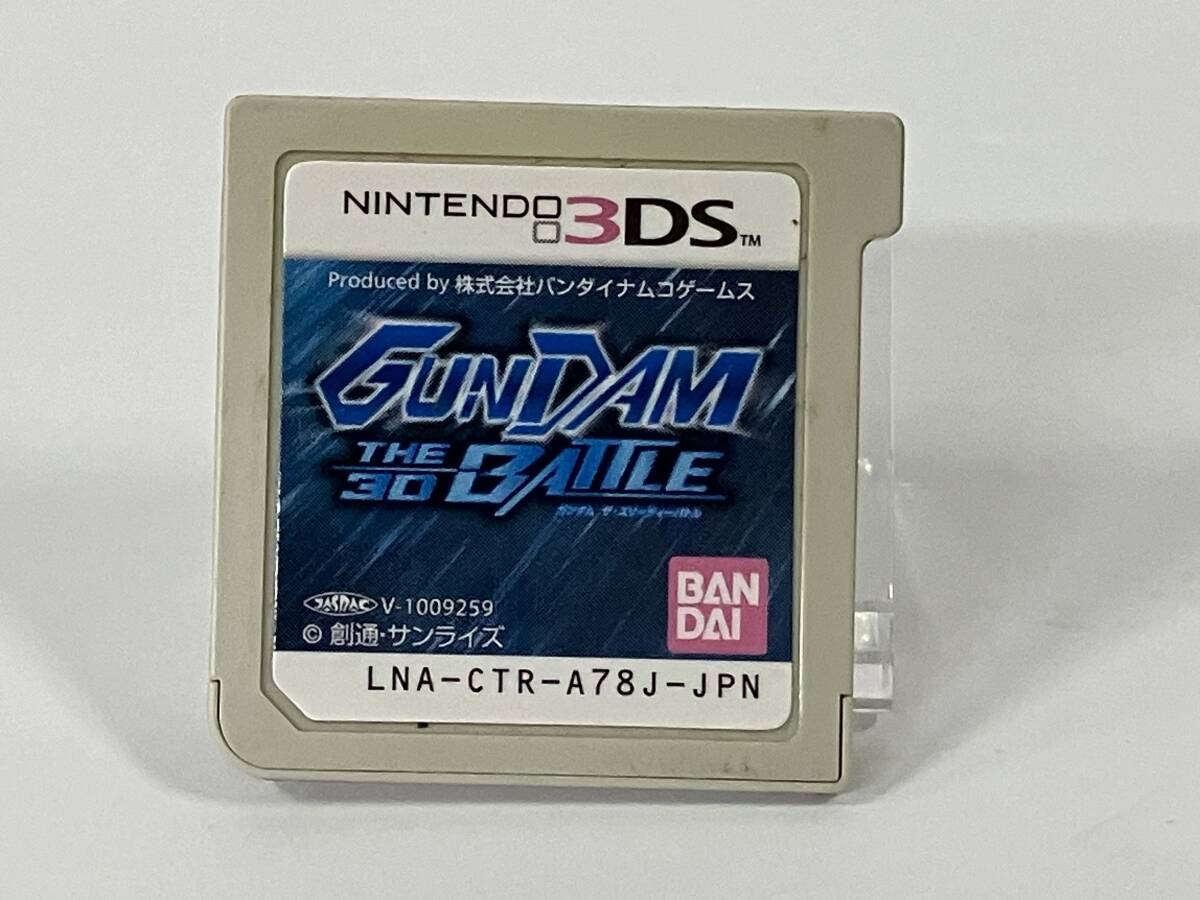 NINTENDO 3DS™
Produced by 株式会社バンダイナムコゲームス
GUNDAM
THE 3D BATTLE
ガンダム ザ・スリーディーバトル
JASRAC V-1009259
© 創通・サンライズ
BAN
DAI
LNA-CTR-A78J-JPN